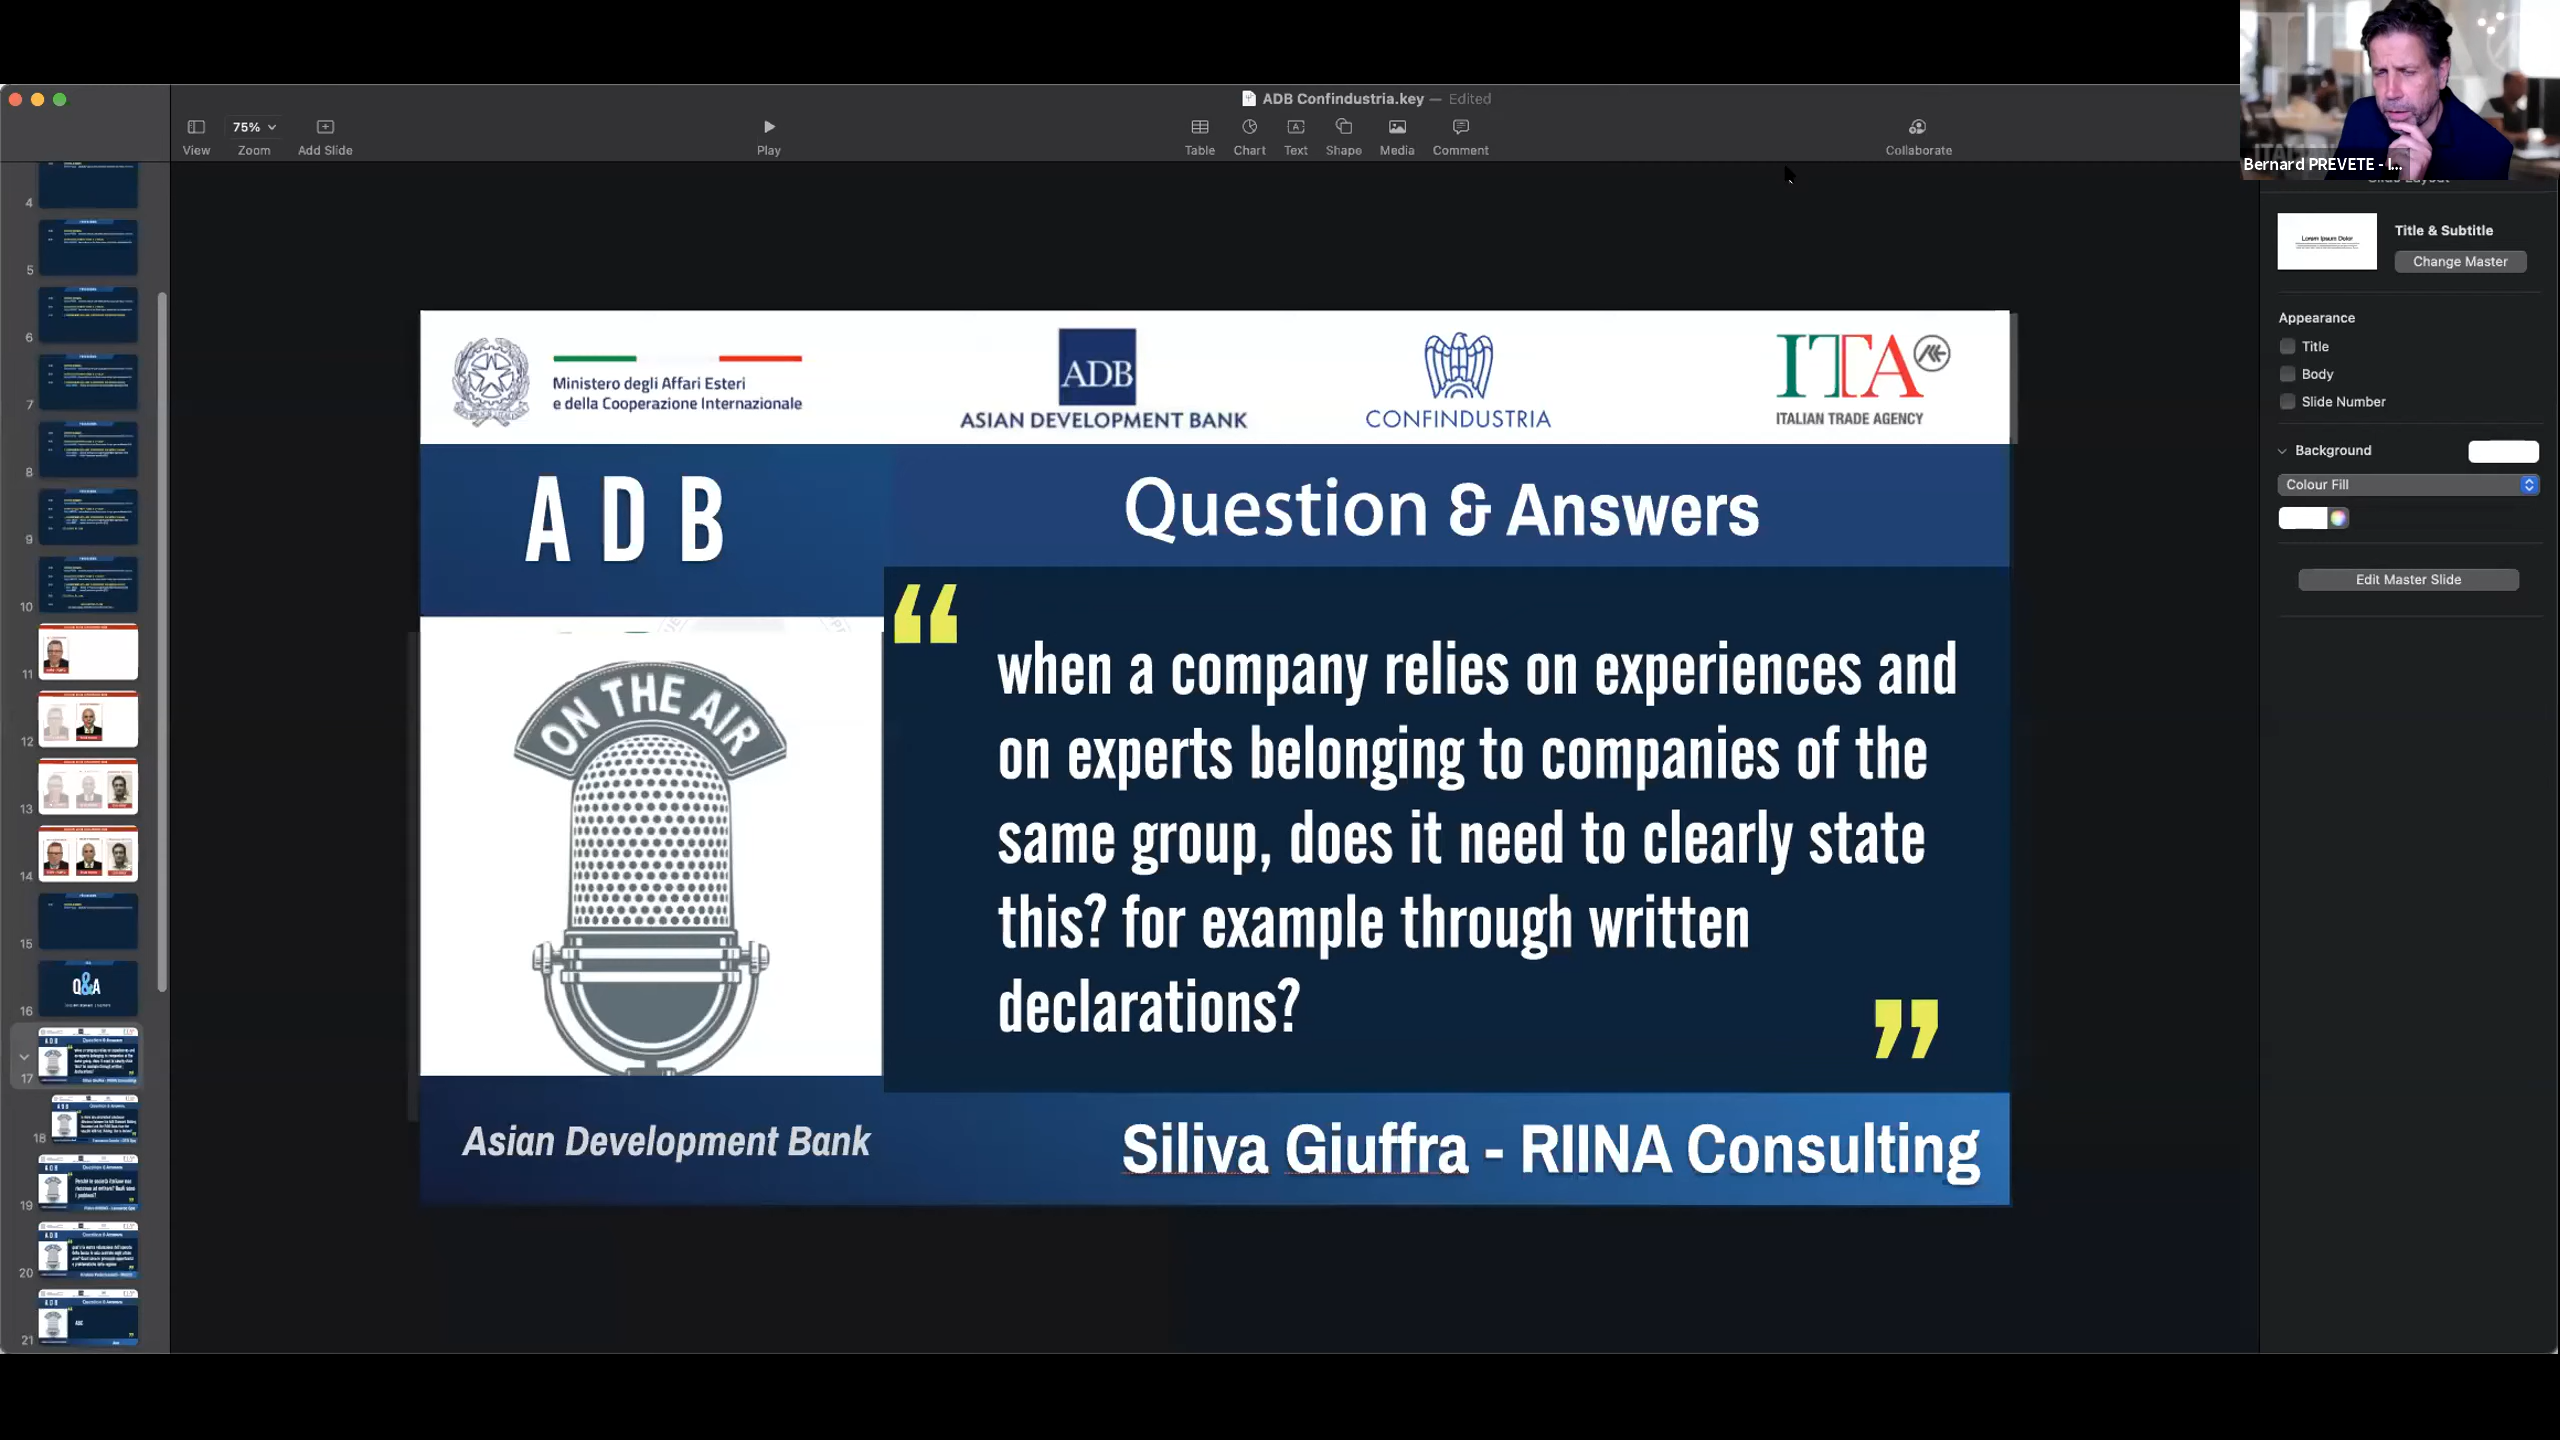 ADB Confindustria.key — Edited
View
75%
Zoom
Add Slide
Play
Table
Chart
Text
Shape
Media
Comment
Collaborate
Bernard PREVETE - I...
4
5
6
7
8
9
10
11
12
13
14
15
16
17
18
19
20
21
Q&A
Ministero degli Affari Esteri
e della Cooperazione Internazionale
ADB
ASIAN DEVELOPMENT BANK
CONFINDUSTRIA
ITA
ITALIAN TRADE AGENCY
A D B
Question & Answers
ON THE AIR
“
when a company relies on experiences and
on experts belonging to companies of the
same group, does it need to clearly state
this? for example through written
declarations?
”
Asian Development Bank
Siliva Giuffra - RIINA Consulting
Lorem Ipsum Dolor
Title & Subtitle
Change Master
Appearance
Title
Body
Slide Number
Background
Colour Fill
Edit Master Slide